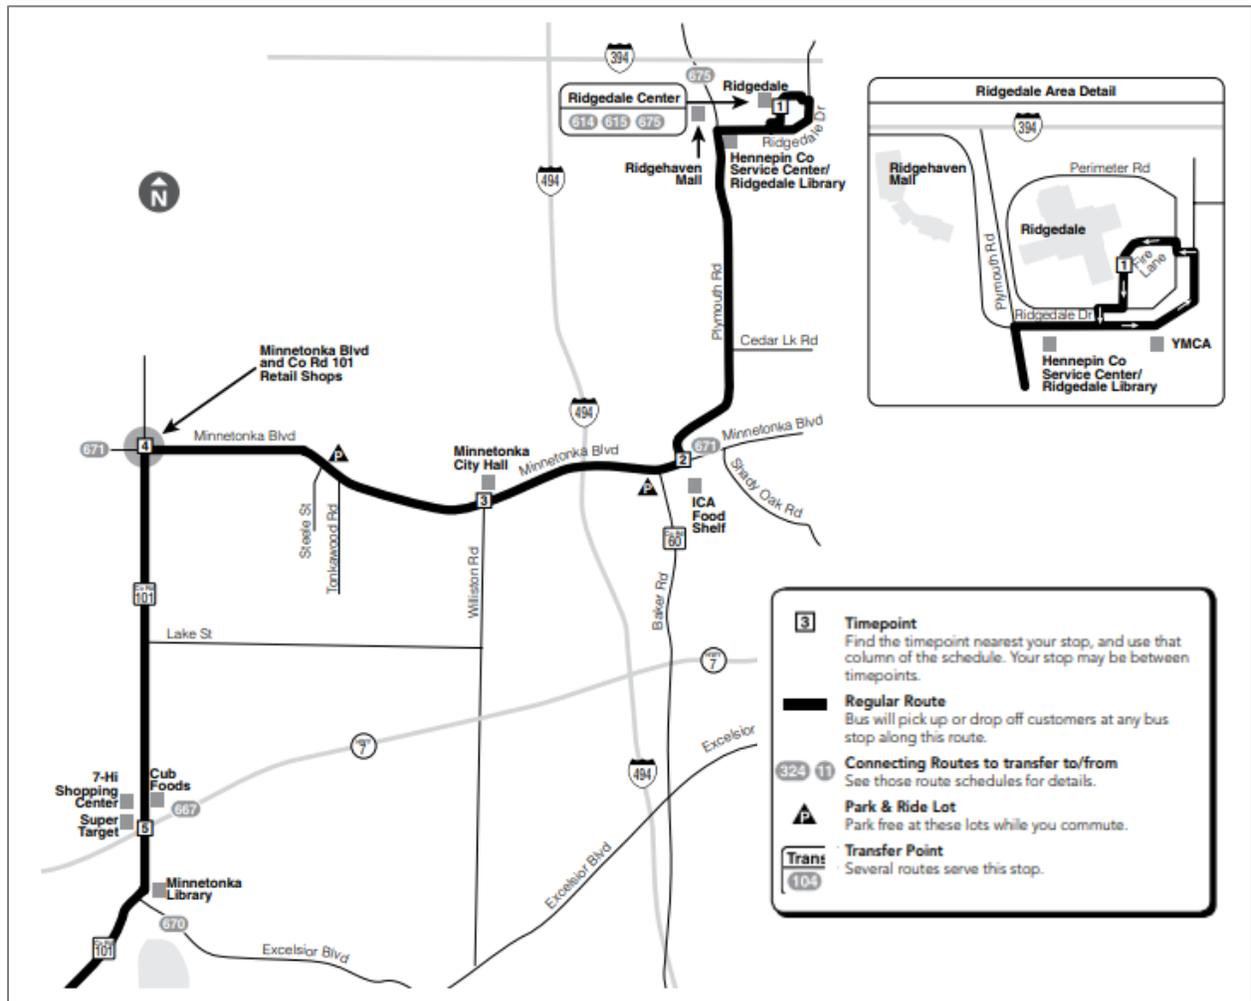 394
675
Ridgedale
Ridgedale Center
614 615 675
1
Ridgedale Dr
Ridgehaven
Mall
Hennepin Co
Service Center/
Ridgedale Library
494
N
Plymouth Rd
Cedar Lk Rd
Minnetonka Blvd
and Co Rd 101
Retail Shops
494
671
4
Minnetonka Blvd
P
Minnetonka
City Hall
3
Minnetonka Blvd
2
671
Minnetonka Blvd
P
ICA
Food
Shelf
Shady Oak Rd
Steele St
Tonkawood Rd
Williston Rd
Co Rd
60
Baker Rd
Co Rd
101
Lake St
HWY
7
HWY
7
494
Excelsior
7-Hi
Shopping
Center
Cub
Foods
667
Super
Target
5
Minnetonka
Library
670
Excelsior Blvd
Excelsior Blvd
Co Rd
101
Ridgedale Area Detail
394
Ridgehaven
Mall
Perimeter Rd
Ridgedale
Plymouth Rd
1
Fire
Lane
Ridgedale Dr
Hennepin Co
Service Center/
Ridgedale Library
YMCA
3
Timepoint
Find the timepoint nearest your stop, and use that
column of the schedule. Your stop may be between
timepoints.
Regular Route
Bus will pick up or drop off customers at any bus
stop along this route.
324 11
Connecting Routes to transfer to/from
See those route schedules for details.
P
Park & Ride Lot
Park free at these lots while you commute.
Trans
104
Transfer Point
Several routes serve this stop.